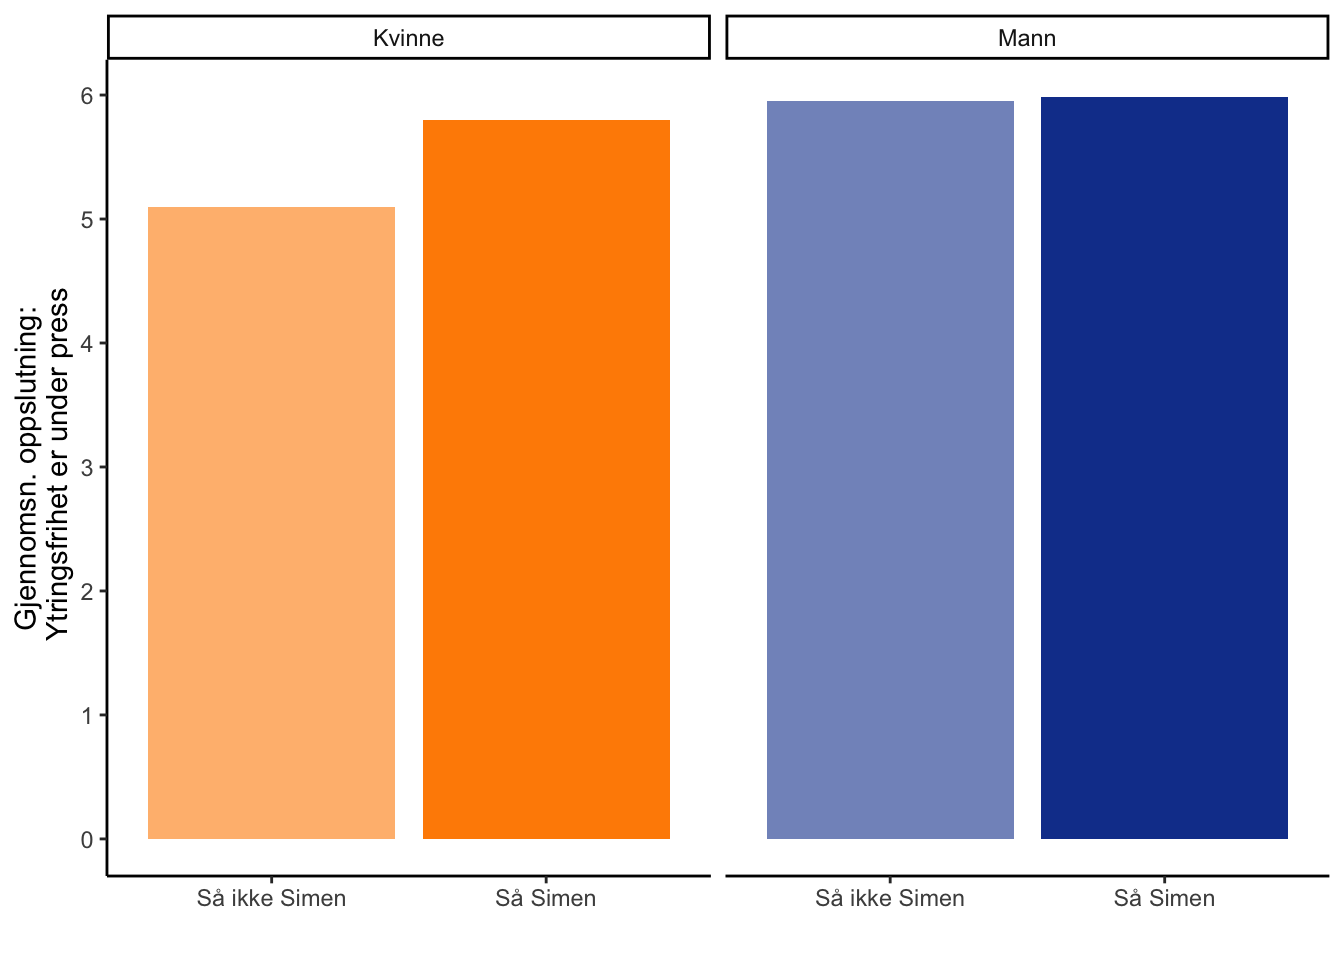 Kvinne
Mann
Gjennomsn. oppslutning:
Ytringsfrihet er under press
6
5
4
3
2
1
0
Så ikke Simen
Så Simen
Så ikke Simen
Så Simen